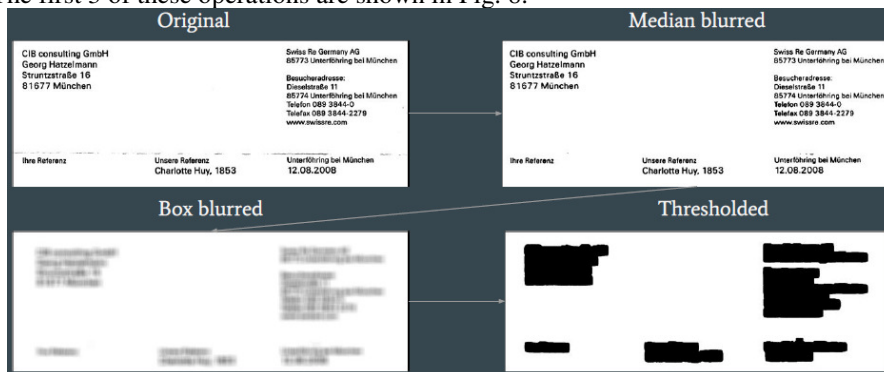 The first 3 of these operations are shown in Fig. 6.
Original
CIB consulting GmbH
Georg Hatzelmann
Struntzstraße 16
81677 München
Swiss Re Germany AG
85773 Unterföhring bei München
Besucheradresse:
Dieselstraße 11
85774 Unterföhring bei München
Telefon 089 3844-0
Telefax 089 3844-2279
www.swissre.com
Ihre Referenz
Unsere Referenz
Charlotte Huy, 1853
Unterföhring bei München
12.08.2008
Median blurred
CIB consulting GmbH
Georg Hatzelmann
Struntzstraße 16
81677 München
Swiss Re Germany AG
85773 Unterföhring bei München
Besucheradresse:
Dieselstraße 11
85774 Unterföhring bei München
Telefon 089 3844-0
Telefax 089 3844-2279
www.swissre.com
Ihre Referenz
Unsere Referenz
Charlotte Huy, 1853
Unterföhring bei München
12.08.2008
Box blurred
Thresholded